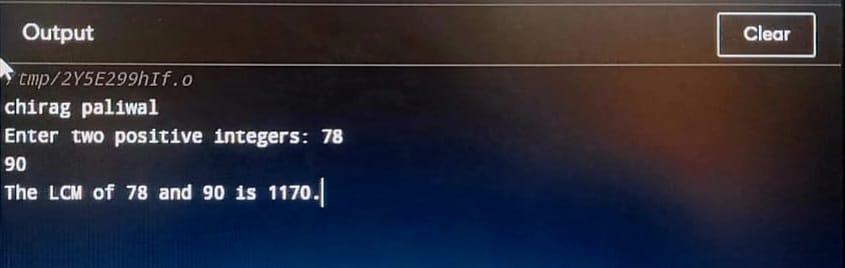 Output
Clear
/tmp/2Y5E299hIf.o
chirag paliwal
Enter two positive integers: 78
90
The LCM of 78 and 90 is 1170.